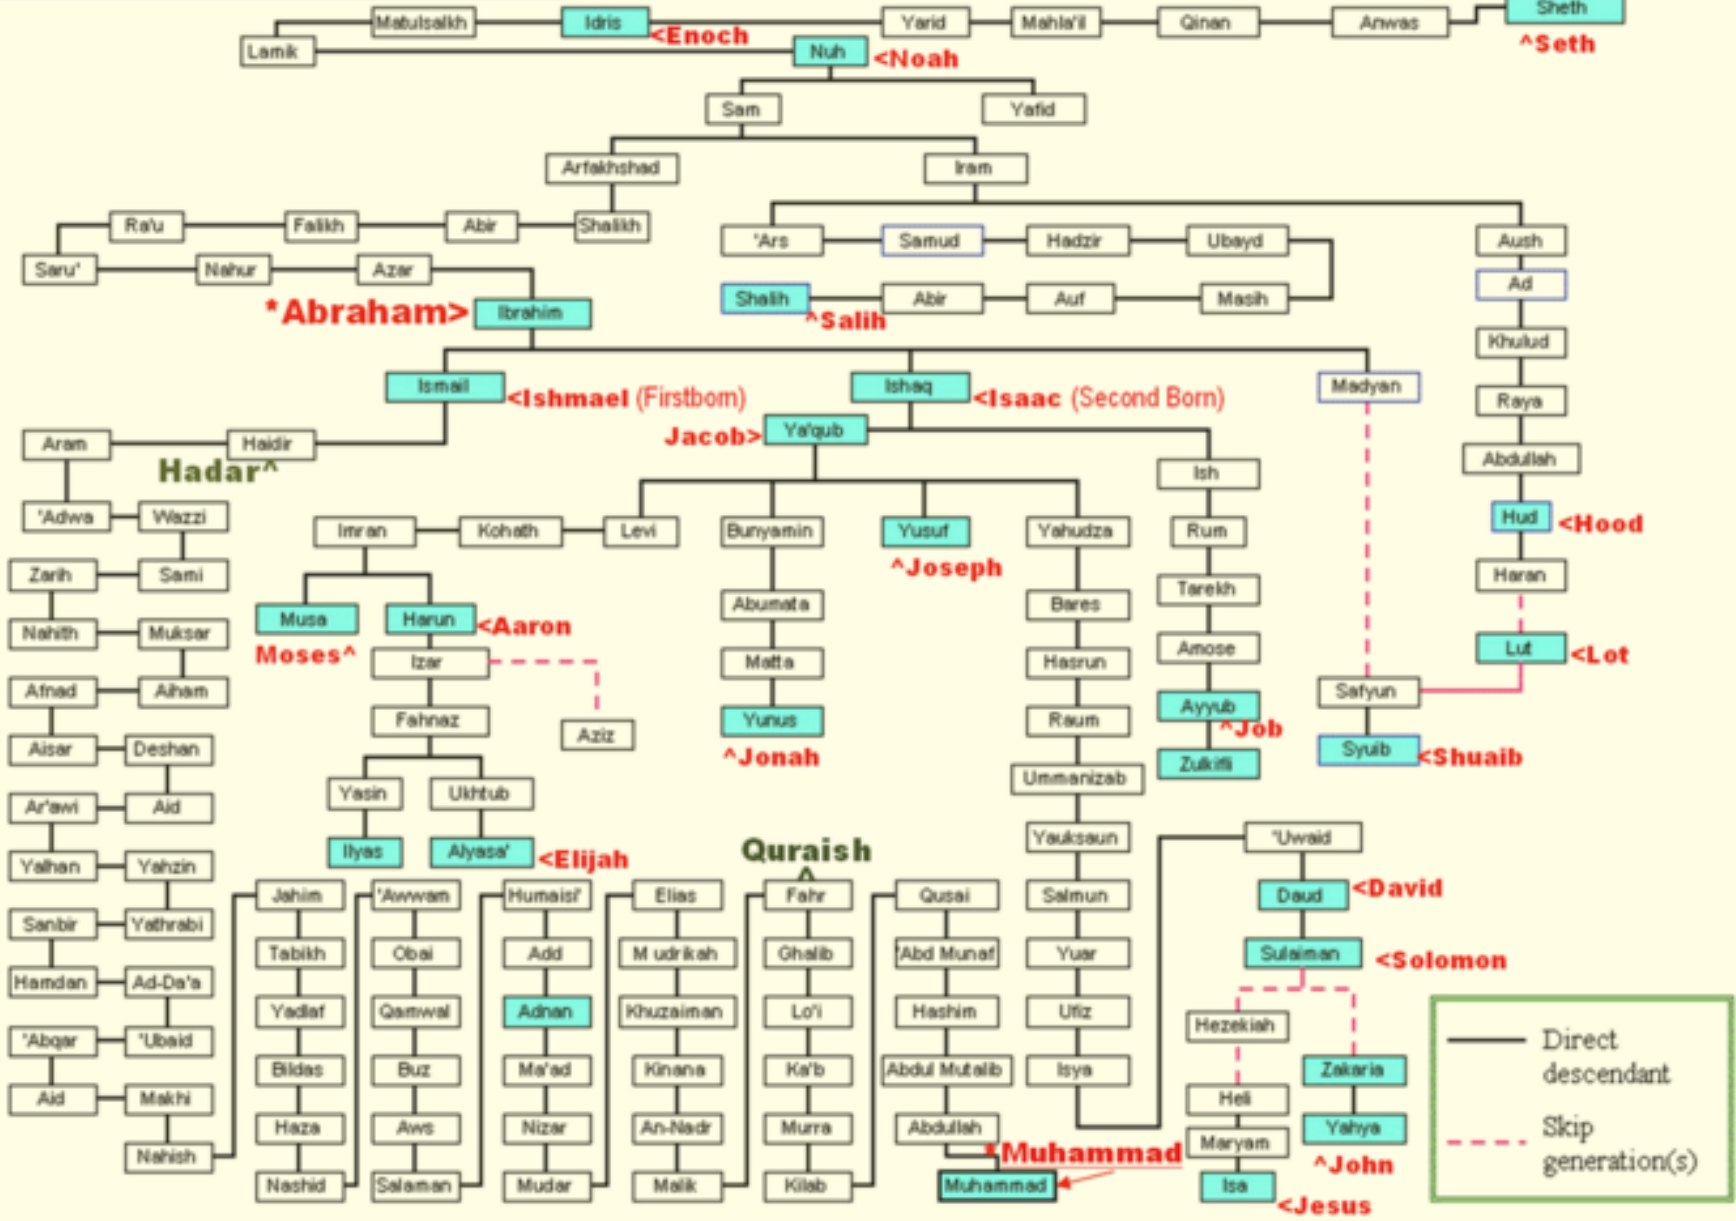 Sheth
Matulsalkh
Idris
Yarid
Mahla'il
Qinan
Anwas
<Enoch
^Seth
Lamik
Nuh
<Noah
Sam
Yafid
Arfakhshad
Iram
Ra'u
Falikh
Abir
Shalikh
'Ars
Samud
Hadzir
Ubayd
Aush
Saru'
Nahur
Azar
Ad
*Abraham>
Ibrahim
Shalih
Abir
Auf
Masih
^Salih
Khulud
Ismail
<Ishmael (Firstborn)
Ishaq
<Isaac (Second Born)
Madyan
Raya
Jacob>
Ya'qub
Aram
Haidir
Hadar^
Ish
Abdullah
'Adwa
Wazzi
Imran
Kohath
Levi
Bunyamin
Yusuf
Yahudza
Rum
Hud
<Hood
^Joseph
Zarih
Sami
Tarekh
Haran
Musa
Harun
<Aaron
Abumata
Bares
Nahith
Muksar
Moses^
Izar
Matta
Hasrun
Amose
Lut
<Lot
Afnad
Aiham
Fahnaz
Aziz
Yunus
Raum
Ayyub
^Job
Safyun
Aisar
Deshan
^Jonah
Zulkifli
Syuib
<Shuaib
Yasin
Ukhtub
Ummanizab
Ar'awi
Aid
Ilyas
Alyasa'
<Elijah
Quraish
^
Yauksaun
'Uwaid
Yalhan
Yahzin
Jahim
'Awwam
Humaisi'
Elias
Fahr
Qusai
Salmun
Daud
<David
Sanbir
Yathrabi
Tabikh
Obai
Add
Mudrikah
Ghalib
'Abd Munaf
Yuar
Sulaiman
<Solomon
Hamdan
Ad-Da'a
Yadlaf
Qamwal
Adnan
Khuzaiman
Lo'i
Hashim
Ufiz
Hezekiah
'Abqar
'Ubaid
Bildas
Buz
Ma'ad
Kinana
Ka'b
Abdul Mutalib
Isya
Zakaria
Aid
Makhi
Heli
Haza
Aws
Nizar
An-Nadr
Murra
Abdullah
Maryam
Yahya
Nahish
*Muhammad
^John
Nashid
Salaman
Mudar
Malik
Kilab
Muhammad
Isa
<Jesus
Direct
descendant
Skip
generation(s)